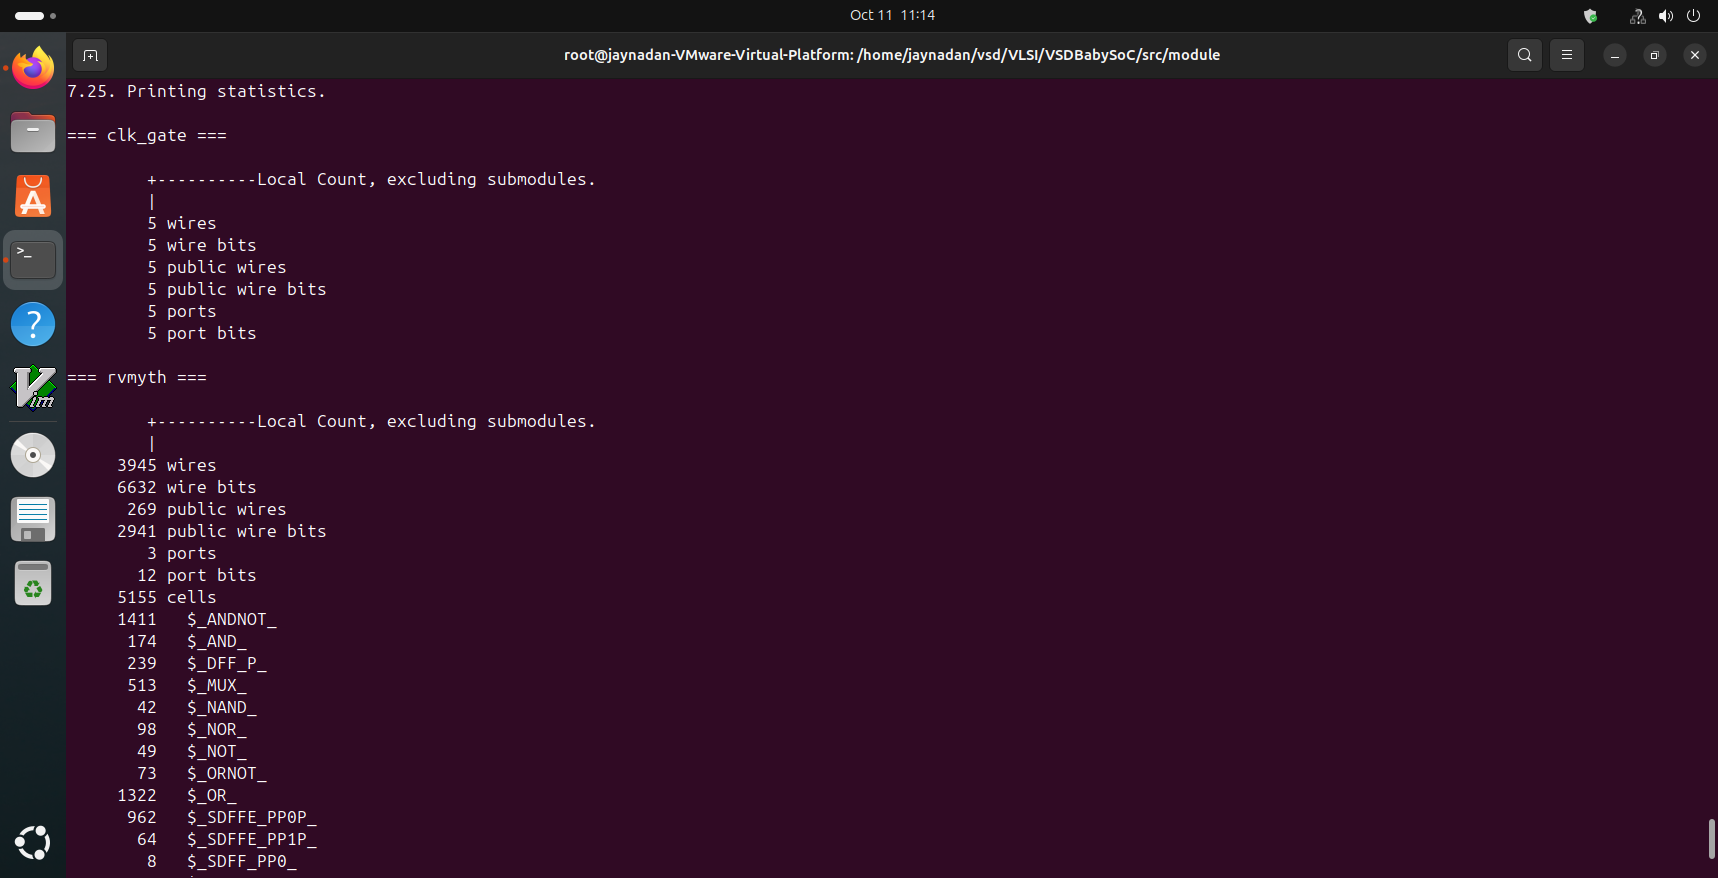 Oct 11 11:14
root@jaynadan-VMware-Virtual-Platform: /home/jaynadan/vsd/VLSI/VSDBabySoC/src/module
7.25. Printing statistics.
=== clk_gate ===
+----------Local Count, excluding submodules.
|
5 wires
5 wire bits
5 public wires
5 public wire bits
5 ports
5 port bits
=== rvmyth ===
+----------Local Count, excluding submodules.
|
3945 wires
6632 wire bits
269 public wires
2941 public wire bits
3 ports
12 port bits
5155 cells
1411 $_ANDNOT_
174 $_AND_
239 $_DFF_P_
513 $_MUX_
42 $_NAND_
98 $_NOR_
49 $_NOT_
73 $_ORNOT_
1322 $_OR_
962 $_SDFFE_PP0P_
64 $_SDFFE_PP1P_
8 $_SDFF_PP0_
>_
?
Vim